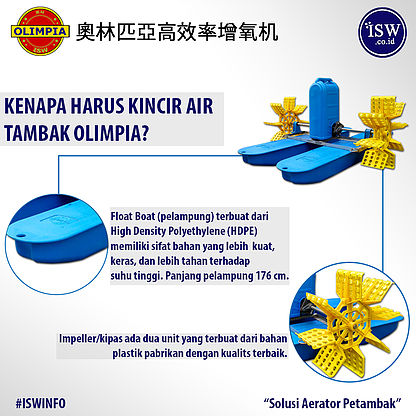 OLIMPIA
ISW
奧林匹亞高效率增氧机
ISW
.co.id
KENAPA HARUS KINCIR AIR
TAMBAK OLIMPIA?
Float Boat (pelampung) terbuat dari
High Density Polyethylene (HDPE)
memiliki sifat bahan yang lebih kuat,
keras, dan lebih tahan terhadap
suhu tinggi. Panjang pelampung 176 cm.
Impeller/kipas ada dua unit yang terbuat dari bahan
plastik pabrikan dengan kualits terbaik.
#ISWINFO
“Solusi Aerator Petambak”